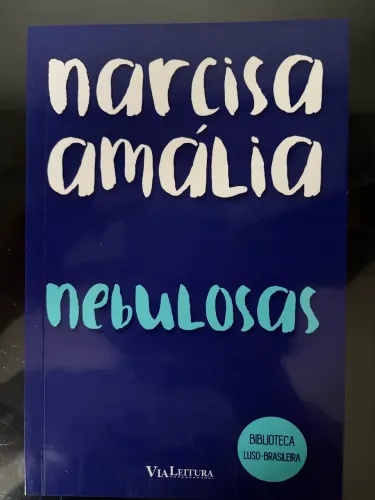 narcisa
amália
nebulosas
BIBLIOTECA
LUSO-BRASILEIRA
VIALEITURA